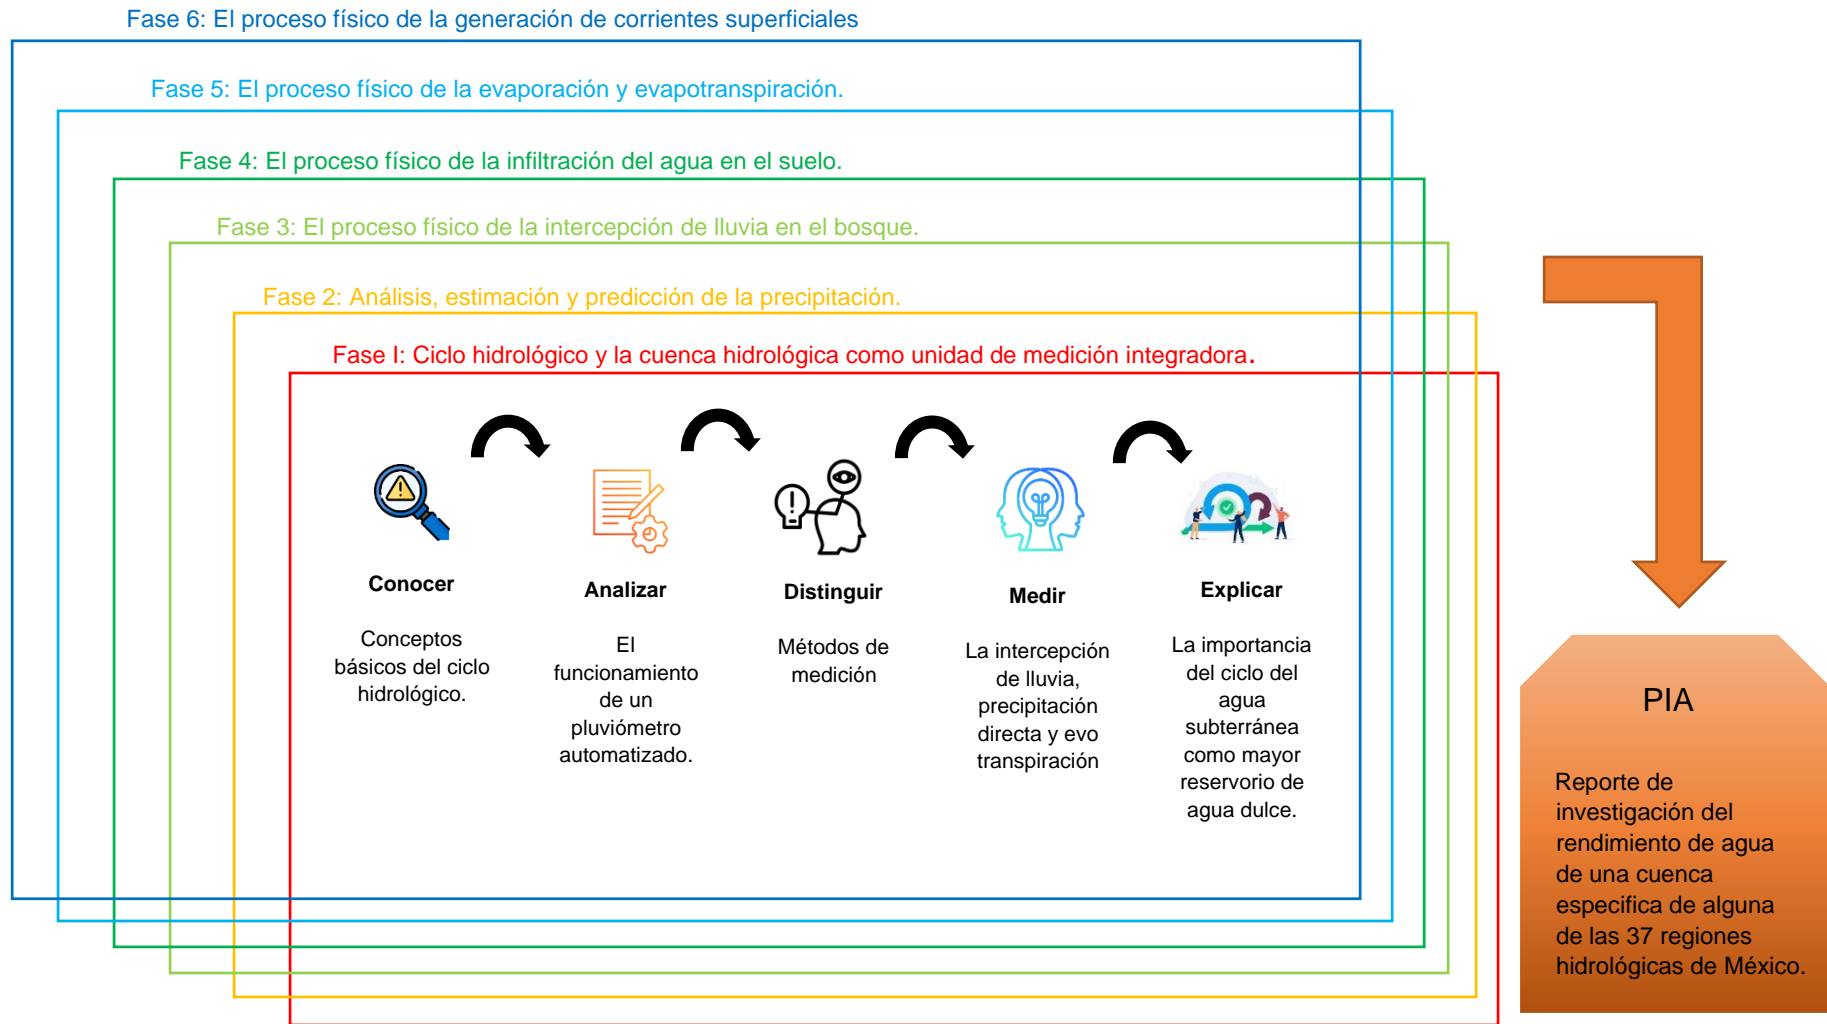 Fase 6: El proceso físico de la generación de corrientes superficiales
Fase 5: El proceso físico de la evaporación y evapotranspiración.
Fase 4: El proceso físico de la infiltración del agua en el suelo.
Fase 3: El proceso físico de la intercepción de lluvia en el bosque.
Fase 2: Análisis, estimación y predicción de la precipitación.
Fase I: Ciclo hidrológico y la cuenca hidrológica como unidad de medición integradora.
Conocer
Conceptos
básicos del ciclo
hidrológico.
Analizar
El
funcionamiento
de un
pluviómetro
automatizado.
Distinguir
Métodos de
medición
Medir
La intercepción
de lluvia,
precipitación
directa y evo
transpiración
Explicar
La importancia
del ciclo del
agua
subterránea
como mayor
reservorio de
agua dulce.
PIA
Reporte de
investigación del
rendimiento de agua
de una cuenca
especifica de alguna
de las 37 regiones
hidrológicas de México.